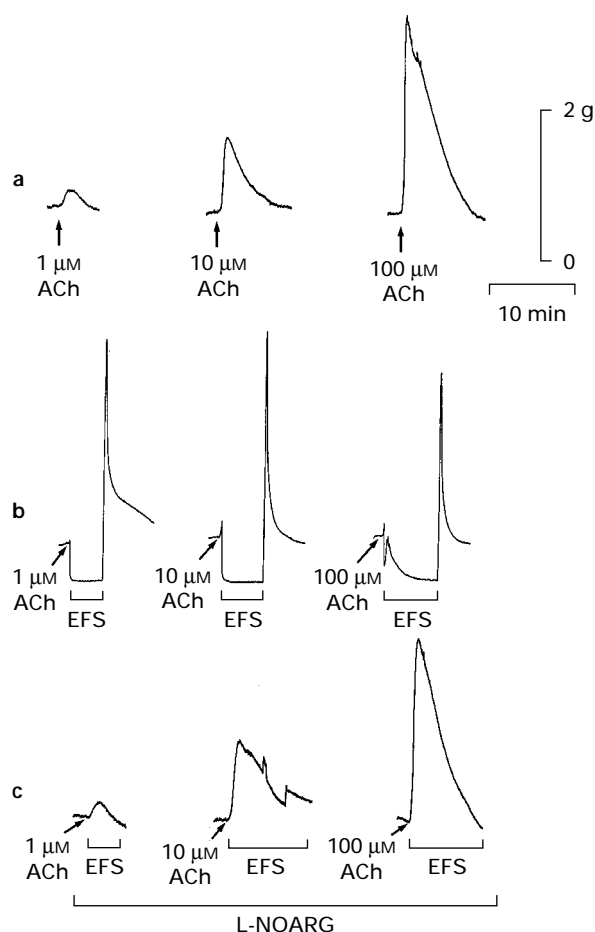 a
1 μM
ACh
10 μM
ACh
100 μM
ACh
2 g
0
10 min
b
1 μM
ACh
EFS
10 μM
ACh
EFS
100 μM
ACh
EFS
c
1 μM
ACh
EFS
10 μM
ACh
EFS
100 μM
ACh
EFS
L-NOARG